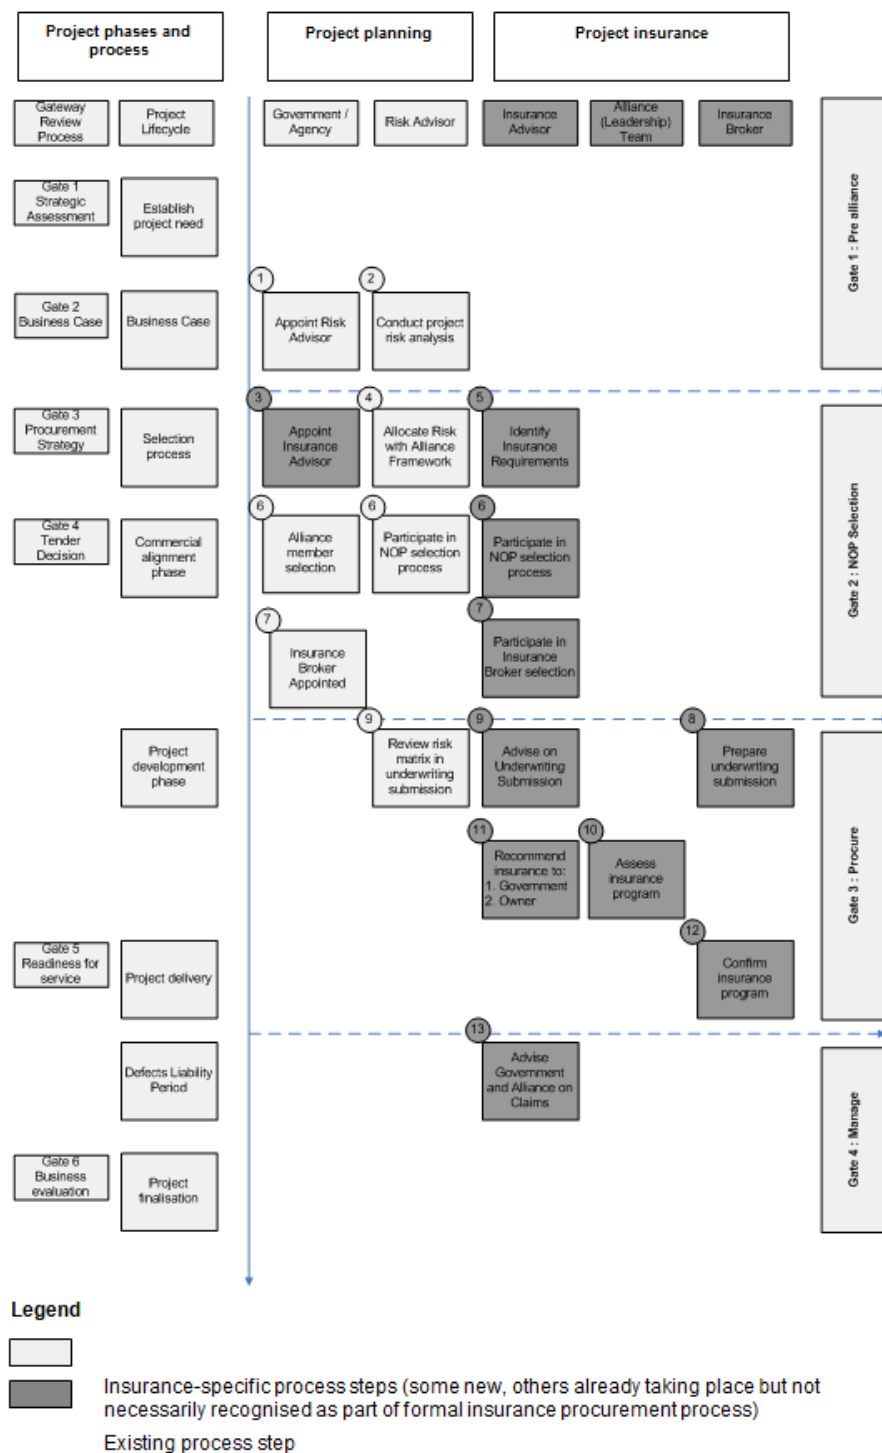 Project phases and
process
Project planning
Project insurance
Gateway
Review
Process
Project
Lifecycle
Government /
Agency
Risk Advisor
Insurance
Advisor
Alliance
(Leadership)
Team
Insurance
Broker
Gate 1 : Pre alliance
Gate 1
Strategic
Assessment
Establish
project need
Gate 2
Business Case
Business Case
1
Appoint Risk
Advisor
2
Conduct project
risk analysis
Gate 3
Procurement
Strategy
Selection
process
3
Appoint
Insurance
Advisor
4
Allocate Risk
with Alliance
Framework
5
Identify
Insurance
Requirements
Gate 2 : NOP Selection
Gate 4
Tender
Decision
Commercial
alignment
phase
6
Alliance
member
selection
6
Participate in
NOP selection
process
6
Participate in
NOP selection
process
7
Insurance
Broker
Appointed
7
Participate in
Insurance
Broker selection
Project
development
phase
9
Review risk
matrix in
underwriting
submission
9
Advise on
Underwriting
Submission
8
Prepare
underwriting
submission
Gate 3 : Procure
11
Recommend
insurance to:
1. Government
2. Owner
10
Assess
insurance
program
Gate 5
Readiness for
service
Project delivery
12
Confirm
insurance
program
Defects Liability
Period
13
Advise
Government
and Alliance on
Claims
Gate 4 : Manage
Gate 6
Business
evaluation
Project
finalisation
Legend
Insurance-specific process steps (some new, others already taking place but not
necessarily recognised as part of formal insurance procurement process)
Existing process step